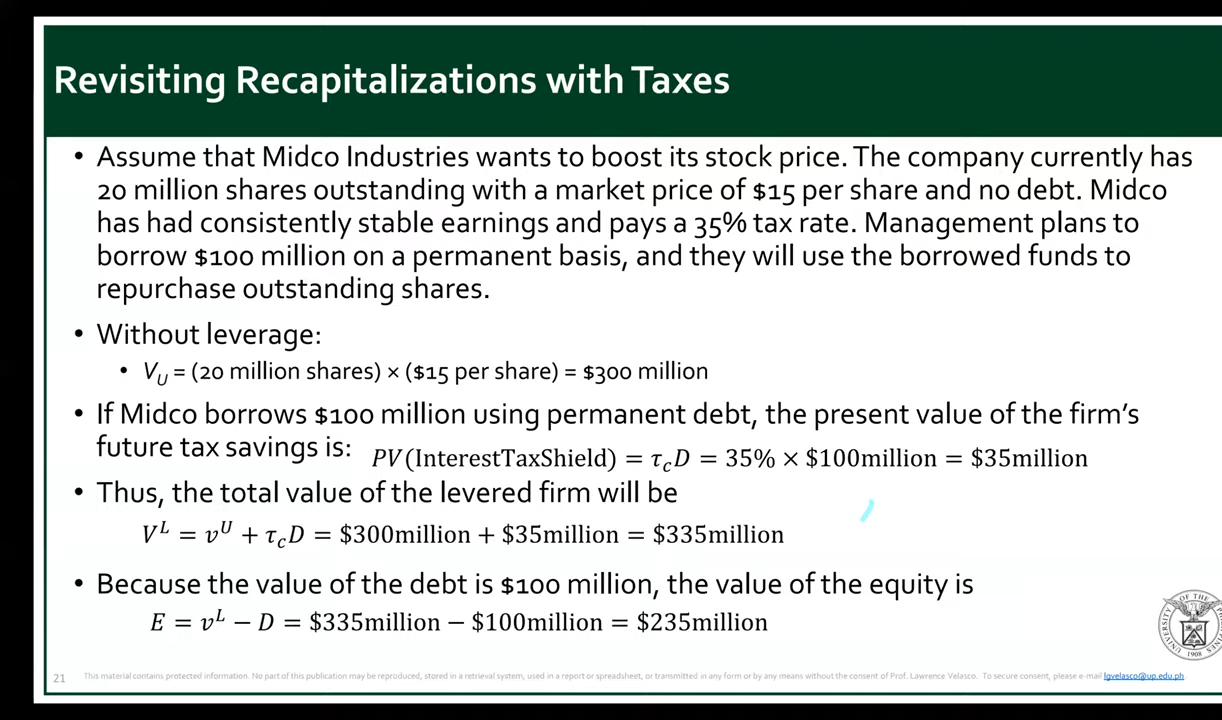 Revisiting Recapitalizations with Taxes
• Assume that Midco Industries wants to boost its stock price. The company currently has
20 million shares outstanding with a market price of $15 per share and no debt. Midco
has had consistently stable earnings and pays a 35% tax rate. Management plans to
borrow $100 million on a permanent basis, and they will use the borrowed funds to
repurchase outstanding shares.
• Without leverage:
• V_U = (20 million shares) × ($15 per share) = $300 million
• If Midco borrows $100 million using permanent debt, the present value of the firm's
future tax savings is: PV(InterestTaxShield) = τ_cD = 35% × $100million = $35million
• Thus, the total value of the levered firm will be
V^L = v^U + τ_cD = $300million + $35million = $335million
• Because the value of the debt is $100 million, the value of the equity is
E = v^L − D = $335million − $100million = $235million
UNIVERSITY OF THE PHILIPPINES
1908
21 This material contains protected information. No part of this publication may be reproduced, stored in a retrieval system, used in a report or spreadsheet, or transmitted in any form or by any means without the consent of Prof. Lawrence Velasco. To secure consent, please e-mail lgvelasco@up.edu.ph